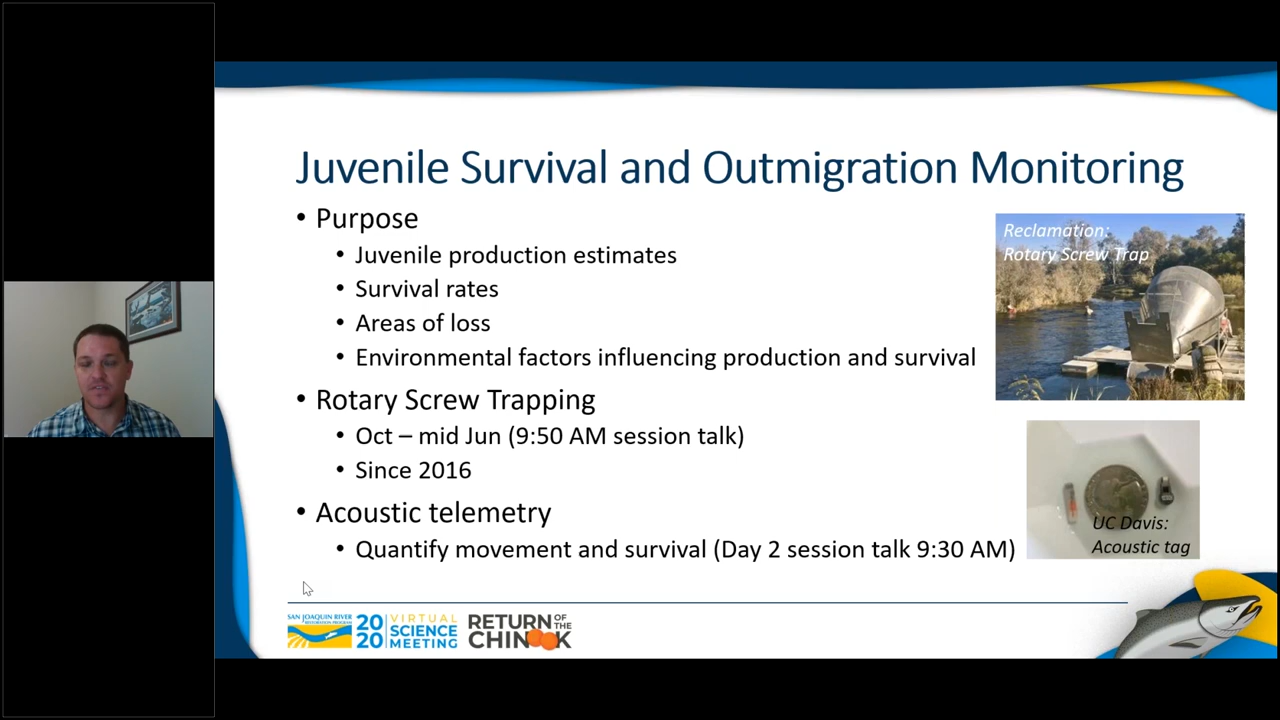 Juvenile Survival and Outmigration Monitoring
• Purpose
• Juvenile production estimates
• Survival rates
• Areas of loss
• Environmental factors influencing production and survival
• Rotary Screw Trapping
• Oct – mid Jun (9:50 AM session talk)
• Since 2016
• Acoustic telemetry
• Quantify movement and survival (Day 2 session talk 9:30 AM)
Reclamation:
Rotary Screw Trap
UC Davis:
Acoustic tag
SAN JOAQUIN RIVER
RESTORATION PROGRAM
2020
VIRTUAL
SCIENCE
MEETING
RETURN OF THE
CHINOOK